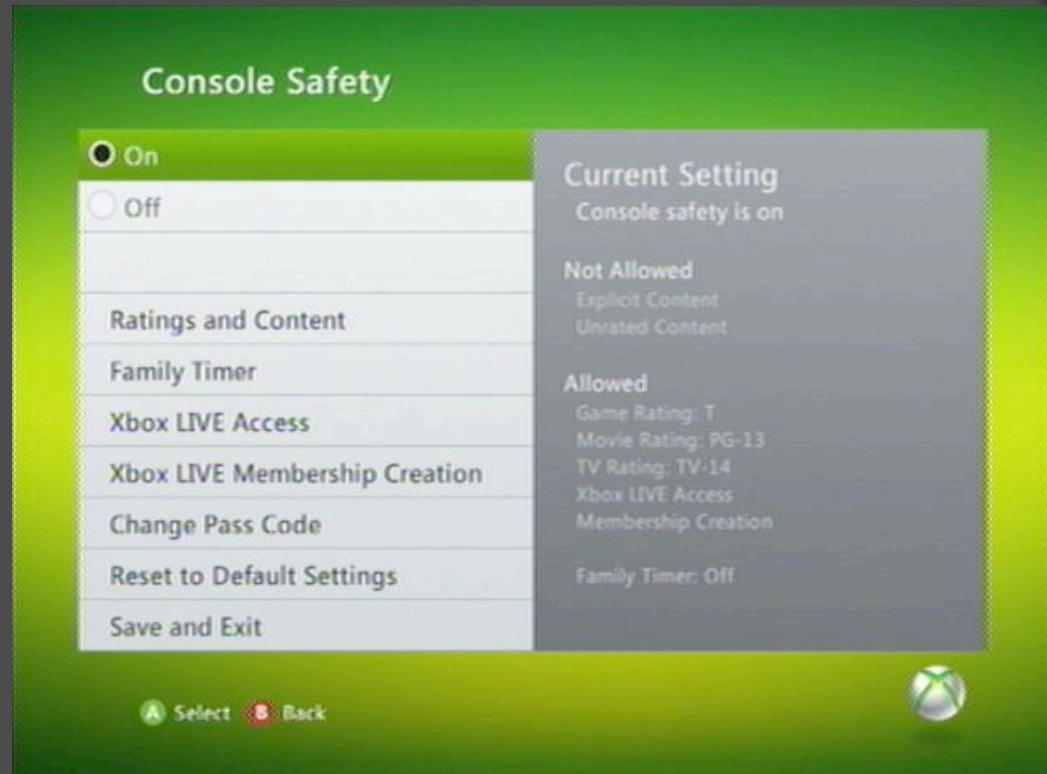 Console Safety
On
Off
Ratings and Content
Family Timer
Xbox LIVE Access
Xbox LIVE Membership Creation
Change Pass Code
Reset to Default Settings
Save and Exit
Current Setting
Console safety is on
Not Allowed
Explicit Content
Unrated Content
Allowed
Game Rating: T
Movie Rating: PG-13
TV Rating: TV-14
Xbox LIVE Access
Membership Creation
Family Timer: Off
A Select B Back